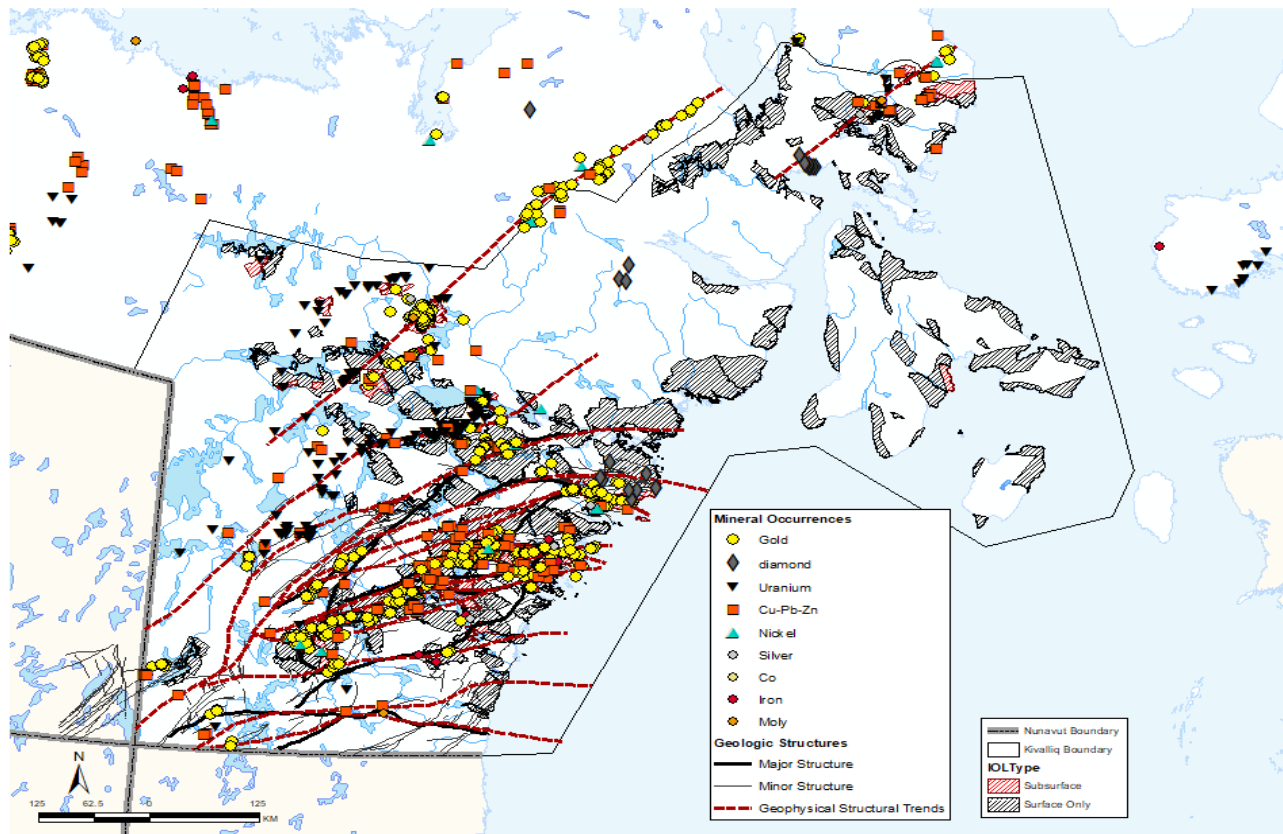 Mineral Occurrences
Gold
diamond
Uranium
Cu-Pb-Zn
Nickel
Silver
Co
Iron
Moly
Geologic Structures
Major Structure
Minor Structure
Geophysical Structural Trends
Nunavut Boundary
Kivalliq Boundary
IOLType
Subsurface
Surface Only
N
125 62.5 0 125
KM